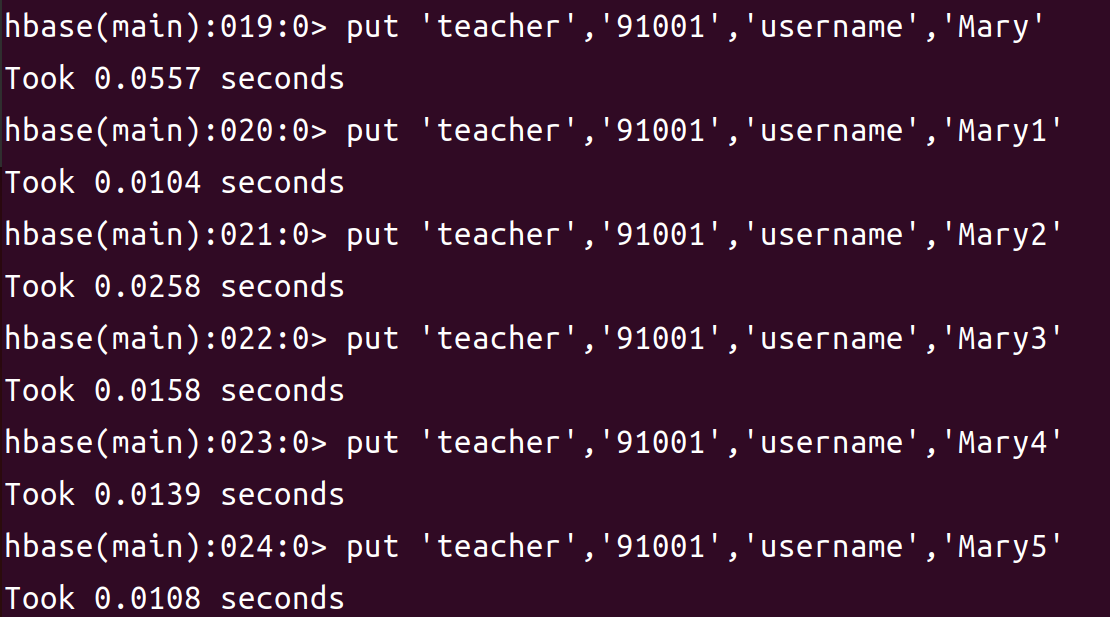 hbase(main):019:0> put 'teacher','91001','username','Mary'
Took 0.0557 seconds
hbase(main):020:0> put 'teacher','91001','username','Mary1'
Took 0.0104 seconds
hbase(main):021:0> put 'teacher','91001','username','Mary2'
Took 0.0258 seconds
hbase(main):022:0> put 'teacher','91001','username','Mary3'
Took 0.0158 seconds
hbase(main):023:0> put 'teacher','91001','username','Mary4'
Took 0.0139 seconds
hbase(main):024:0> put 'teacher','91001','username','Mary5'
Took 0.0108 seconds